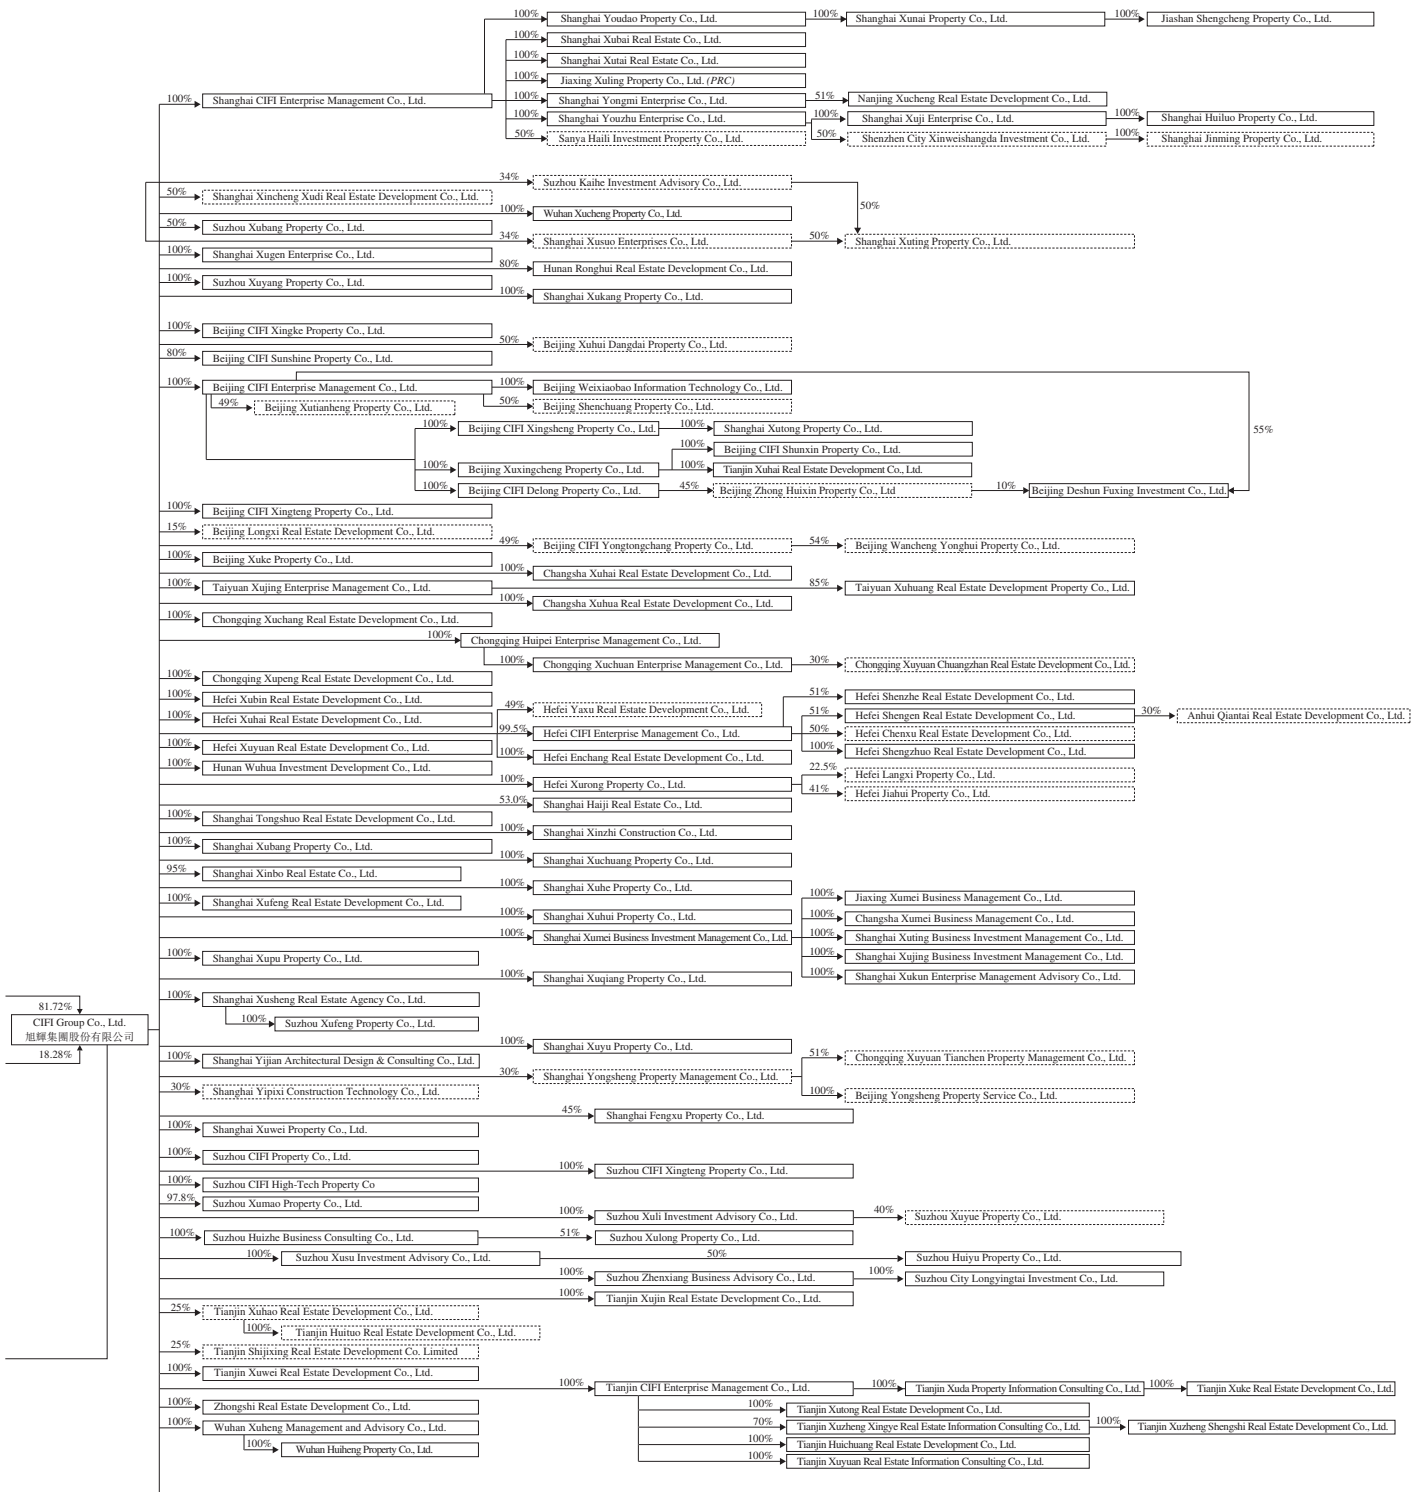 100% Shanghai Youdao Property Co., Ltd. 100% Shanghai Xunai Property Co., Ltd. 100% Jiashan Shengcheng Property Co., Ltd.
100% Shanghai Xubai Real Estate Co., Ltd.
100% Shanghai Xutai Real Estate Co., Ltd.
100% Jiaxing Xuling Property Co., Ltd. (PRC)
100% Shanghai CIFI Enterprise Management Co., Ltd. 100% Shanghai Yongmi Enterprise Co., Ltd. 51% Nanjing Xucheng Real Estate Development Co., Ltd.
100% Shanghai Youzhu Enterprise Co., Ltd. 100% Shanghai Xuji Enterprise Co., Ltd. 100% Shanghai Huiluo Property Co., Ltd.
50% Sanya Haili Investment Property Co., Ltd. 50% Shenzhen City Xinweishangda Investment Co., Ltd. 100% Shanghai Jinming Property Co., Ltd.
34% Suzhou Kaihe Investment Advisory Co., Ltd.
50% Shanghai Xincheng Xudi Real Estate Development Co., Ltd.
50%
100% Wuhan Xucheng Property Co., Ltd.
50% Suzhou Xubang Property Co., Ltd.
34% Shanghai Xusuo Enterprises Co., Ltd. 50% Shanghai Xuting Property Co., Ltd.
100% Shanghai Xugen Enterprise Co., Ltd.
80% Hunan Ronghui Real Estate Development Co., Ltd.
100% Suzhou Xuyang Property Co., Ltd.
100% Shanghai Xukang Property Co., Ltd.
100% Beijing CIFI Xingke Property Co., Ltd.
50% Beijing Xuhui Dangdai Property Co., Ltd.
80% Beijing CIFI Sunshine Property Co., Ltd.
100% Beijing CIFI Enterprise Management Co., Ltd. 100% Beijing Weixiaobao Information Technology Co., Ltd.
49% Beijing Xutianheng Property Co., Ltd. 50% Beijing Shenchuang Property Co., Ltd.
100% Beijing CIFI Xingsheng Property Co., Ltd. 100% Shanghai Xutong Property Co., Ltd.
55%
100% Beijing CIFI Shunxin Property Co., Ltd.
100% Beijing Xuxingcheng Property Co., Ltd. 100% Tianjin Xuhai Real Estate Development Co., Ltd.
100% Beijing CIFI Delong Property Co., Ltd. 45% Beijing Zhong Huixin Property Co., Ltd 10% Beijing Deshun Fuxing Investment Co., Ltd.
100% Beijing CIFI Xingteng Property Co., Ltd.
15% Beijing Longxi Real Estate Development Co., Ltd.
49% Beijing CIFI Yongtongchang Property Co., Ltd. 54% Beijing Wancheng Yonghui Property Co., Ltd.
100% Beijing Xuke Property Co., Ltd.
100% Changsha Xuhai Real Estate Development Co., Ltd.
100% Taiyuan Xujing Enterprise Management Co., Ltd. 85% Taiyuan Xuhuang Real Estate Development Property Co., Ltd.
100% Changsha Xuhua Real Estate Development Co., Ltd.
100% Chongqing Xuchang Real Estate Development Co., Ltd.
100% Chongqing Huipei Enterprise Management Co., Ltd.
100% Chongqing Xuchuan Enterprise Management Co., Ltd. 30% Chongqing Xuyuan Chuangzhan Real Estate Development Co., Ltd.
100% Chongqing Xupeng Real Estate Development Co., Ltd.
100% Hefei Xubin Real Estate Development Co., Ltd. 51% Hefei Shenzhe Real Estate Development Co., Ltd.
49% Hefei Yaxu Real Estate Development Co., Ltd.
100% Hefei Xuhai Real Estate Development Co., Ltd. 51% Hefei Shengen Real Estate Development Co., Ltd. 30% Anhui Qiantai Real Estate Development Co., Ltd.
99.5% Hefei CIFI Enterprise Management Co., Ltd. 50% Hefei Chenxu Real Estate Development Co., Ltd.
100% Hefei Xuyuan Real Estate Development Co., Ltd. 100% Hefei Shengzhuo Real Estate Development Co., Ltd.
100% Hefei Enchang Real Estate Development Co., Ltd.
100% Hunan Wuhua Investment Development Co., Ltd.
22.5% Hefei Langxi Property Co., Ltd.
100% Hefei Xurong Property Co., Ltd.
41% Hefei Jiahui Property Co., Ltd.
53.0% Shanghai Haiji Real Estate Co., Ltd.
100% Shanghai Tongshuo Real Estate Development Co., Ltd.
100% Shanghai Xinzhi Construction Co., Ltd.
100% Shanghai Xubang Property Co., Ltd.
100% Shanghai Xuchuang Property Co., Ltd.
95% Shanghai Xinbo Real Estate Co., Ltd.
100% Shanghai Xuhe Property Co., Ltd.
100% Jiaxing Xumei Business Management Co., Ltd.
100% Shanghai Xufeng Real Estate Development Co., Ltd.
100% Shanghai Xuhui Property Co., Ltd. 100% Changsha Xumei Business Management Co., Ltd.
100% Shanghai Xumei Business Investment Management Co., Ltd. 100% Shanghai Xuting Business Investment Management Co., Ltd.
100% Shanghai Xupu Property Co., Ltd. 100% Shanghai Xujing Business Investment Management Co., Ltd.
100% Shanghai Xuqiang Property Co., Ltd. 100% Shanghai Xukun Enterprise Management Advisory Co., Ltd.
100% Shanghai Xusheng Real Estate Agency Co., Ltd.
81.72%
CIFI Group Co., Ltd. 100% Suzhou Xufeng Property Co., Ltd.
旭輝集團股份有限公司
18.28%
100% Shanghai Xuyu Property Co., Ltd.
100% Shanghai Yijian Architectural Design & Consulting Co., Ltd. 51% Chongqing Xuyuan Tianchen Property Management Co., Ltd.
30% Shanghai Yongsheng Property Management Co., Ltd.
30% Shanghai Yipixi Construction Technology Co., Ltd. 100% Beijing Yongsheng Property Service Co., Ltd.
45% Shanghai Fengxu Property Co., Ltd.
100% Shanghai Xuwei Property Co., Ltd.
100% Suzhou CIFI Property Co., Ltd.
100% Suzhou CIFI Xingteng Property Co., Ltd.
100% Suzhou CIFI High-Tech Property Co
97.8% Suzhou Xumao Property Co., Ltd.
100% Suzhou Xuli Investment Advisory Co., Ltd. 40% Suzhou Xuyue Property Co., Ltd.
100% Suzhou Huizhe Business Consulting Co., Ltd. 51% Suzhou Xulong Property Co., Ltd.
100% Suzhou Xusu Investment Advisory Co., Ltd. 50% Suzhou Huiyu Property Co., Ltd.
100% Suzhou Zhenxiang Business Advisory Co., Ltd. 100% Suzhou City Longyingtai Investment Co., Ltd.
100% Tianjin Xujin Real Estate Development Co., Ltd.
25% Tianjin Xuhao Real Estate Development Co., Ltd.
100% Tianjin Huituo Real Estate Development Co., Ltd.
25% Tianjin Shijixing Real Estate Development Co. Limited
100% Tianjin Xuwei Real Estate Development Co., Ltd.
100% Tianjin CIFI Enterprise Management Co., Ltd. 100% Tianjin Xuda Property Information Consulting Co., Ltd. 100% Tianjin Xuke Real Estate Development Co., Ltd.
100% Zhongshi Real Estate Development Co., Ltd. 100% Tianjin Xutong Real Estate Development Co., Ltd.
100% Wuhan Xuheng Management and Advisory Co., Ltd. 70% Tianjin Xuzheng Xingye Real Estate Information Consulting Co., Ltd. 100% Tianjin Xuzheng Shengshi Real Estate Development Co., Ltd.
100% Wuhan Huiheng Property Co., Ltd. 100% Tianjin Huichuang Real Estate Development Co., Ltd.
100% Tianjin Xuyuan Real Estate Information Consulting Co., Ltd.